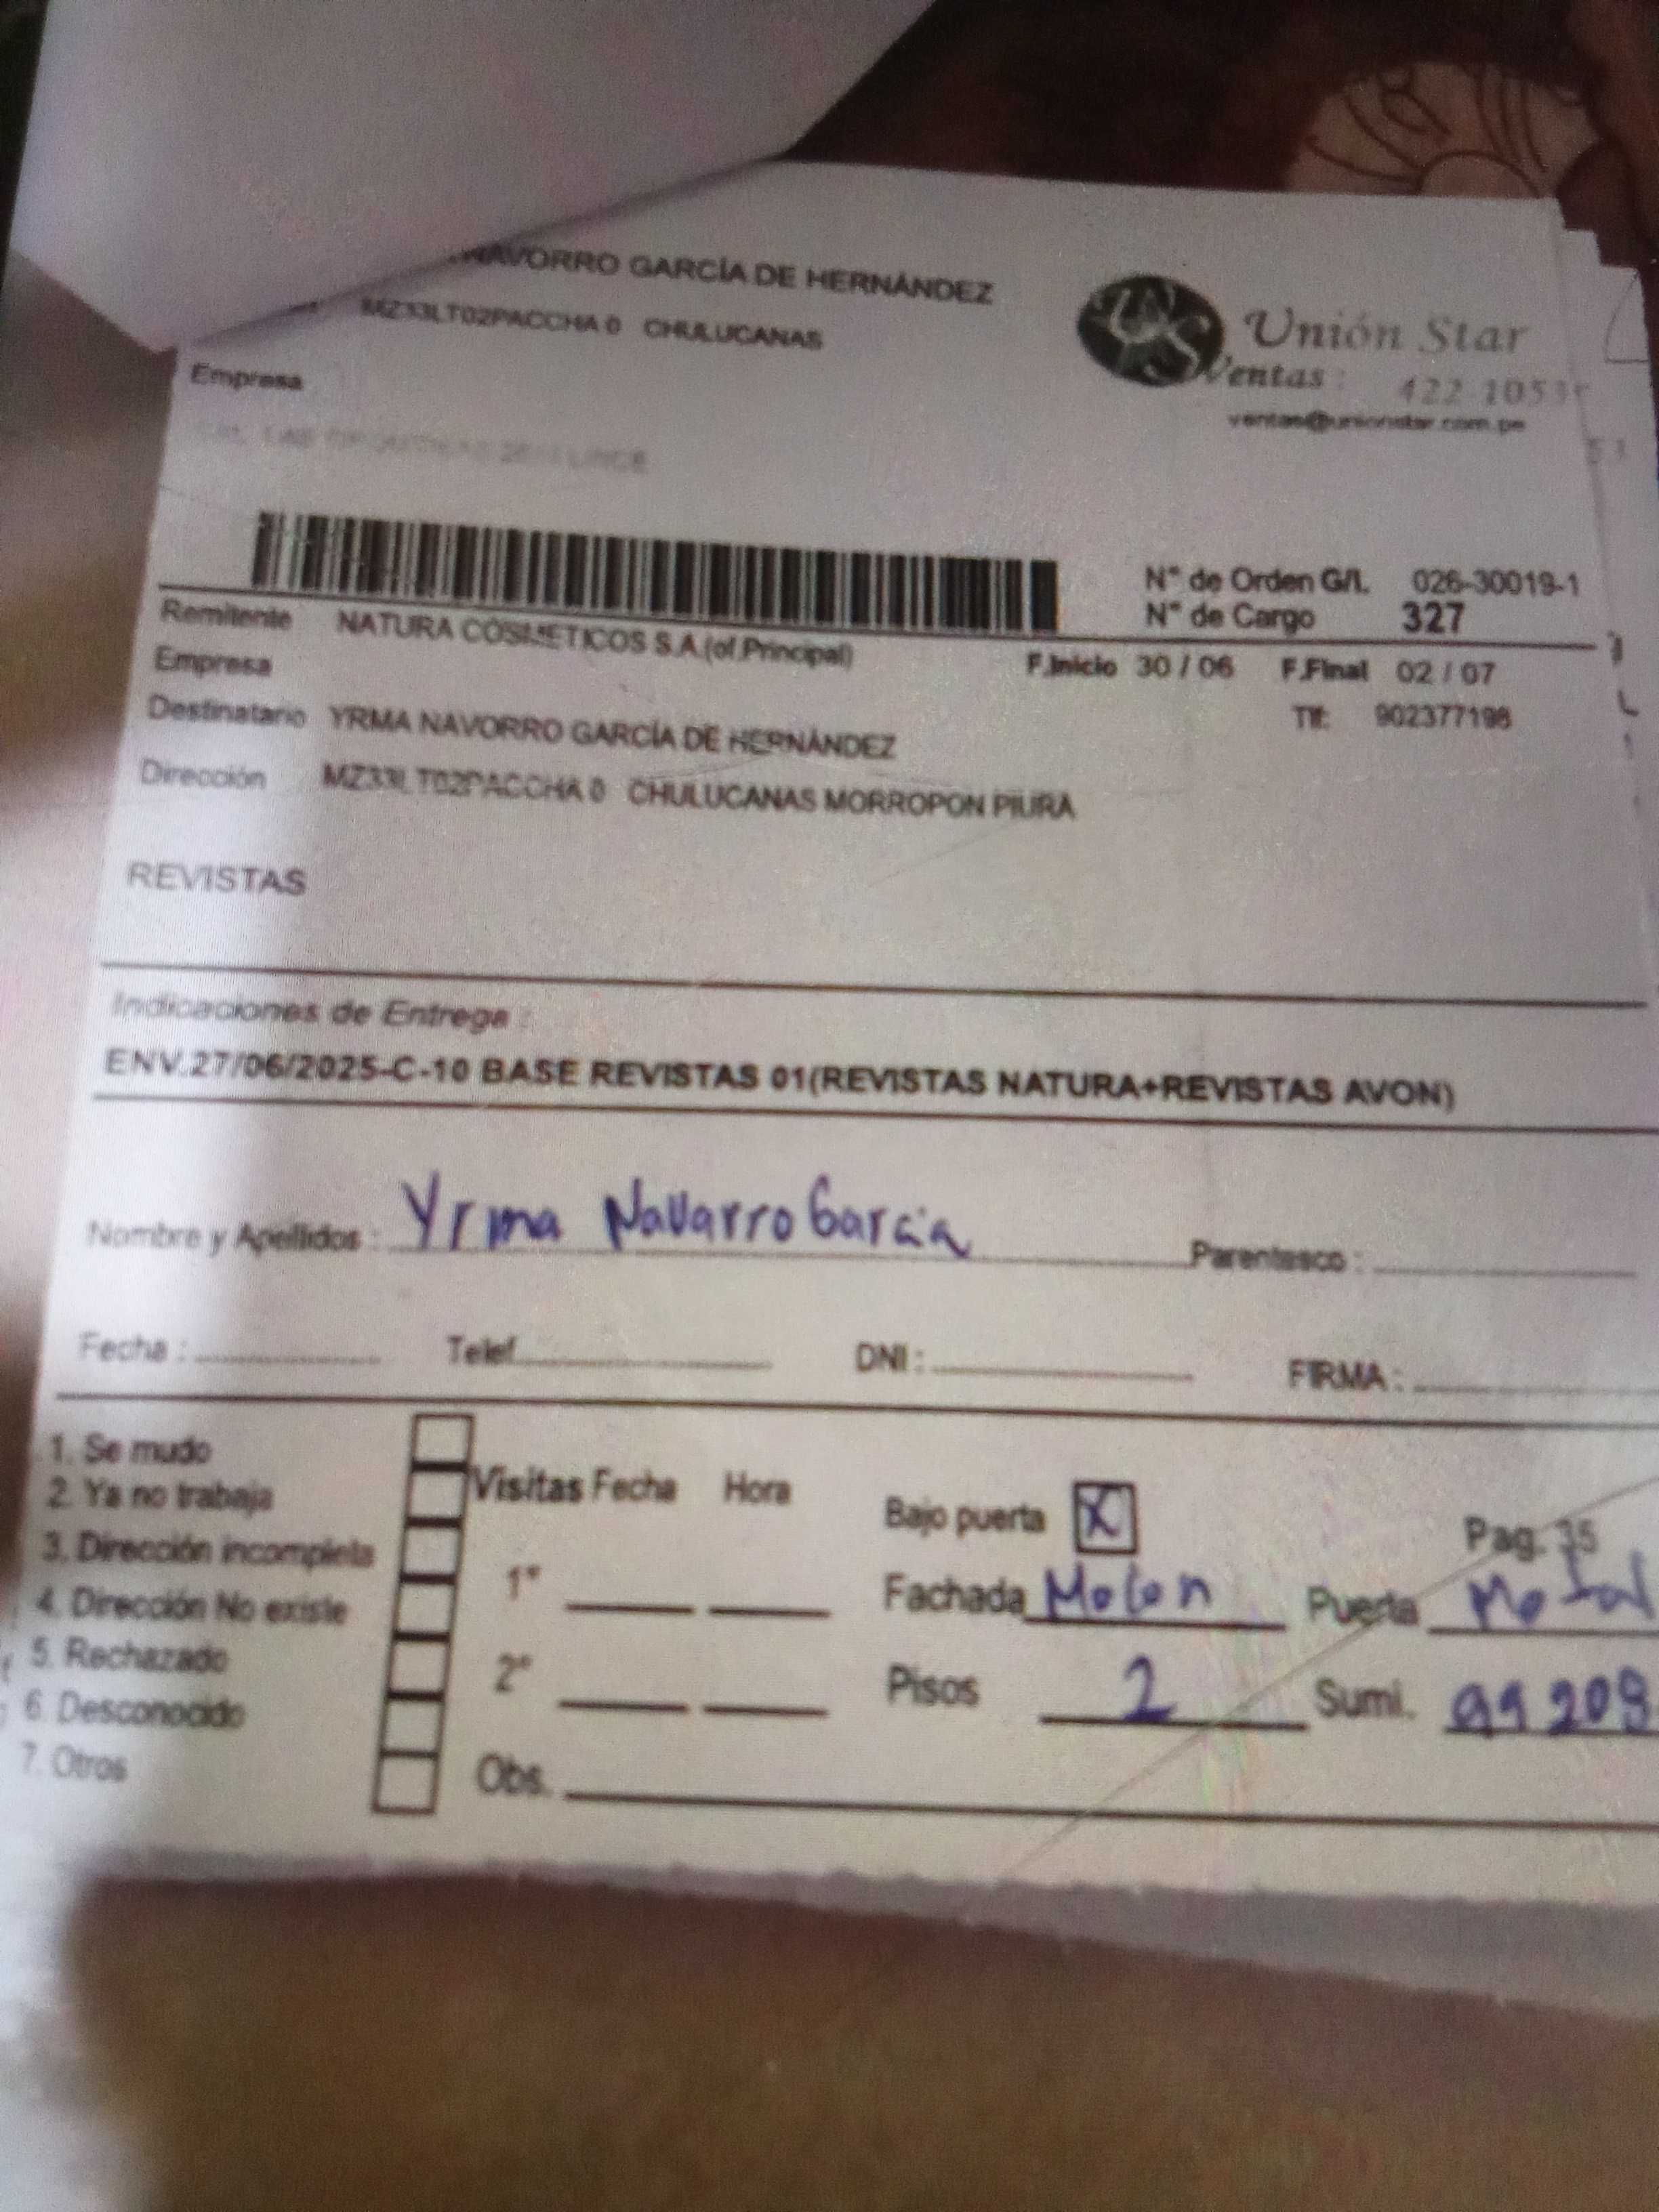 NAVORRO GARCÍA DE HERNÁNDEZ
MZ33LT02PACCHA 0 CHULUCANAS
Unión Star
Ventas : 422 1053
ventas@unionstar.com.pe
Empresa
LINCE
N° de Orden G/L 026-30019-1
N° de Cargo 327
Remitente NATURA COSMETICOS S.A.(of.Principal)
Empresa F.Inicio 30 / 06 F.Final 02 / 07
Destinatario YRMA NAVORRO GARCÍA DE HERNÁNDEZ Tlf: 902377198
Dirección MZ33LT02PACCHA 0 CHULUCANAS MORROPON PIURA
REVISTAS
Indicaciones de Entrega :
ENV.27/06/2025-C-10 BASE REVISTAS 01(REVISTAS NATURA+REVISTAS AVON)
Nombre y Apellidos : Yrma Navarro Garcia Parentesco :
Fecha : Telef. DNI : FIRMA :
1. Se mudo
2. Ya no trabaja
3. Dirección incompleta
4. Dirección No existe
5. Rechazado
6. Desconocido
7. Otros
Visitas Fecha Hora
1°
2°
Obs.
Bajo puerta X Pag. 35
Fachada Molon Puerta Metal
Pisos 2 Sumi. 99209